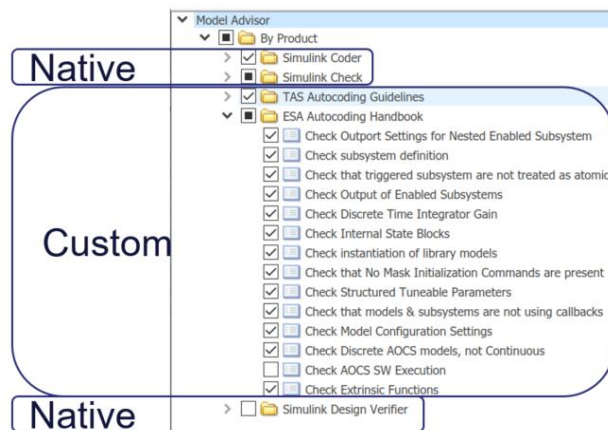 Model Advisor
By Product
Native
Simulink Coder
Simulink Check
TAS Autocoding Guidelines
ESA Autocoding Handbook
Check Outport Settings for Nested Enabled Subsystem
Check subsystem definition
Check that triggered subsystem are not treated as atomic
Check Output of Enabled Subsystems
Check Discrete Time Integrator Gain
Custom
Check Internal State Blocks
Check instantiation of library models
Check that No Mask Initialization Commands are present
Check Structured Tuneable Parameters
Check that models & subsystems are not using callbacks
Check Model Configuration Settings
Check Discrete AOCS models, not Continuous
Check AOCS SW Execution
Check Extrinsic Functions
Native
Simulink Design Verifier